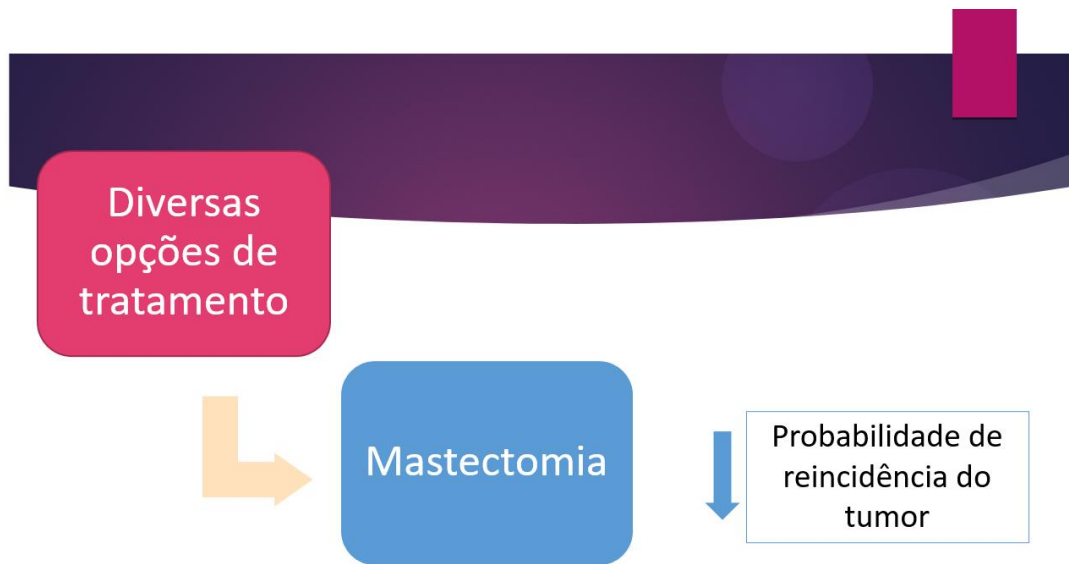 Diversas
opções de
tratamento
Mastectomia
Probabilidade de
reincidência do
tumor